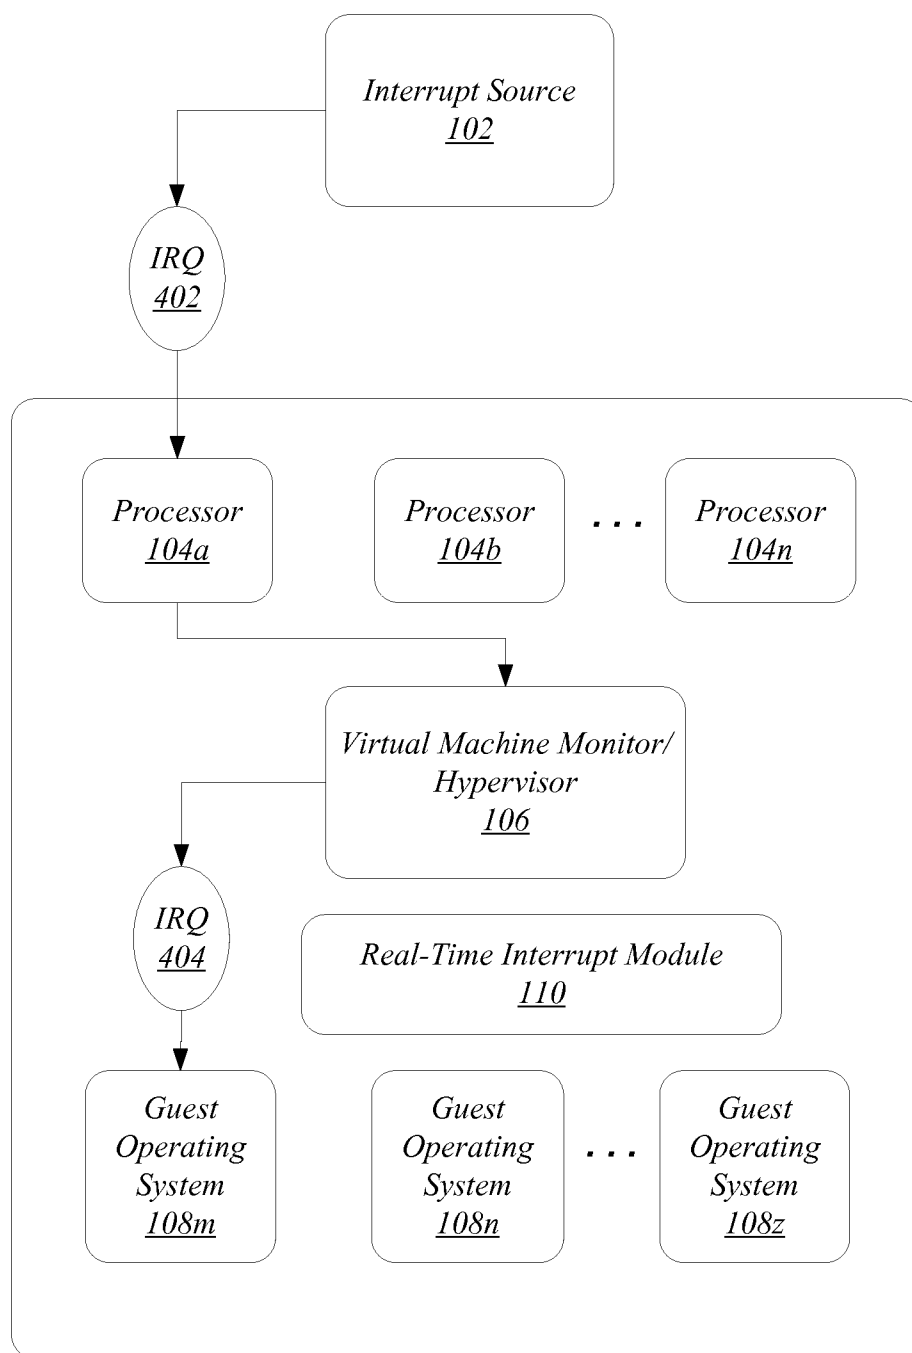 Interrupt Source
102
IRQ
402
Processor
104a
Processor
104b
. . .
Processor
104n
Virtual Machine Monitor/
Hypervisor
106
IRQ
404
Real-Time Interrupt Module
110
Guest
Operating
System
108m
Guest
Operating
System
108n
. . .
Guest
Operating
System
108z